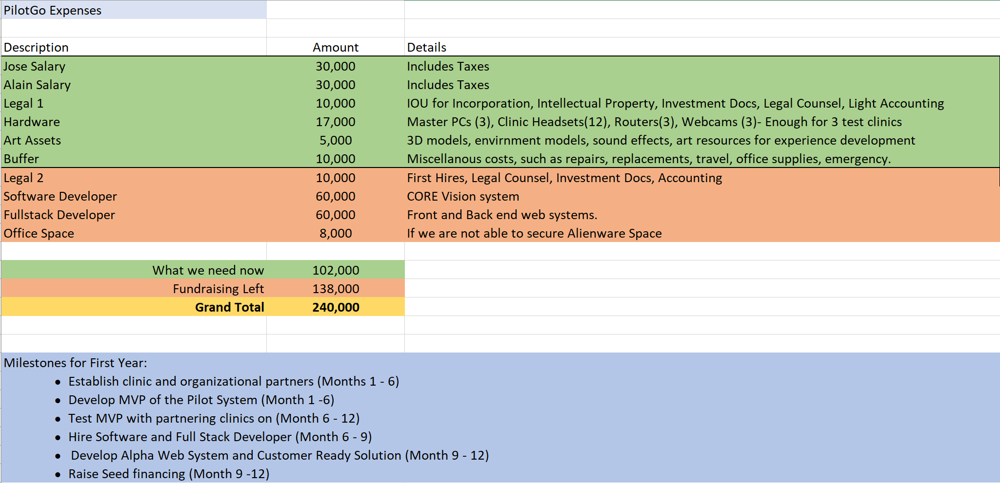 PilotGo Expenses
Description Amount Details
Jose Salary 30,000 Includes Taxes
Alain Salary 30,000 Includes Taxes
Legal 1 10,000 IOU for Incorporation, Intellectual Property, Investment Docs, Legal Counsel, Light Accounting
Hardware 17,000 Master PCs (3), Clinic Headsets(12), Routers(3), Webcams (3)- Enough for 3 test clinics
Art Assets 5,000 3D models, envirnment models, sound effects, art resources for experience development
Buffer 10,000 Miscellanous costs, such as repairs, replacements, travel, office supplies, emergency.
Legal 2 10,000 First Hires, Legal Counsel, Investment Docs, Accounting
Software Developer 60,000 CORE Vision system
Fullstack Developer 60,000 Front and Back end web systems.
Office Space 8,000 If we are not able to secure Alienware Space
What we need now 102,000
Fundraising Left 138,000
Grand Total 240,000
Milestones for First Year:
• Establish clinic and organizational partners (Months 1 - 6)
• Develop MVP of the Pilot System (Month 1 -6)
• Test MVP with partnering clinics on (Month 6 - 12)
• Hire Software and Full Stack Developer (Month 6 - 9)
• Develop Alpha Web System and Customer Ready Solution (Month 9 - 12)
• Raise Seed financing (Month 9 -12)